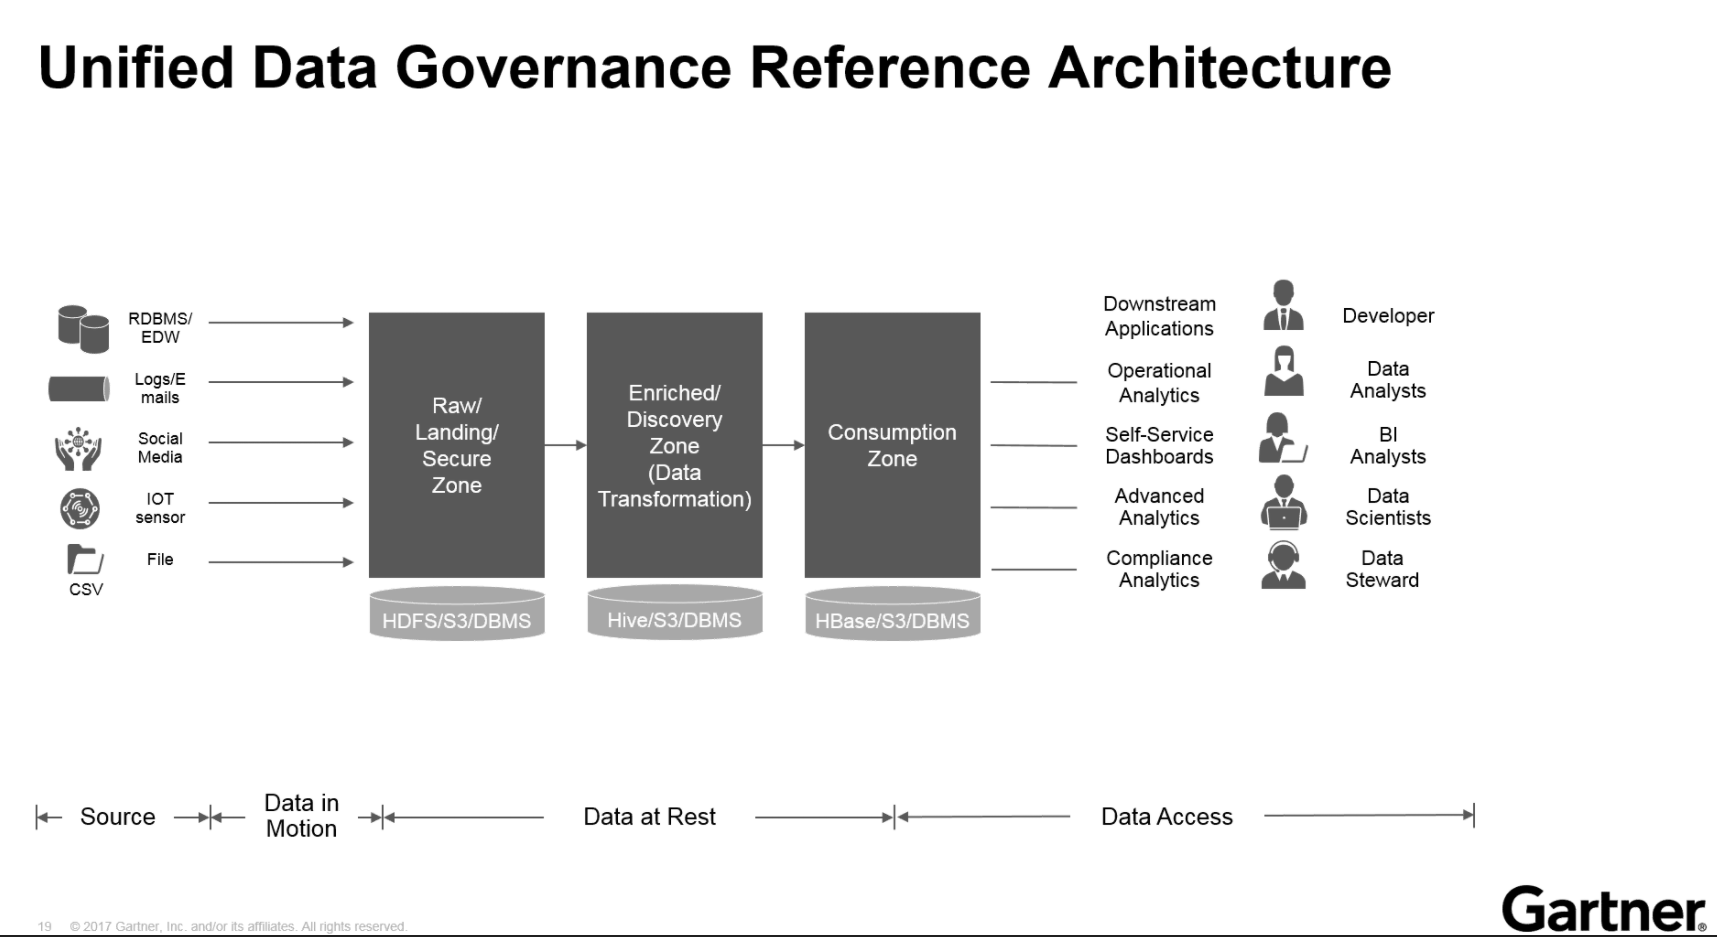 Unified Data Governance Reference Architecture
RDBMS/
EDW
Logs/E
mails
Social
Media
IOT
sensor
File
CSV
Raw/
Landing/
Secure
Zone
HDFS/S3/DBMS
Enriched/
Discovery
Zone
(Data
Transformation)
Hive/S3/DBMS
Consumption
Zone
HBase/S3/DBMS
Downstream
Applications
Developer
Operational
Analytics
Data
Analysts
Self-Service
Dashboards
BI
Analysts
Advanced
Analytics
Data
Scientists
Compliance
Analytics
Data
Steward
Source
Data in
Motion
Data at Rest
Data Access
19 © 2017 Gartner, Inc. and/or its affiliates. All rights reserved.
Gartner®